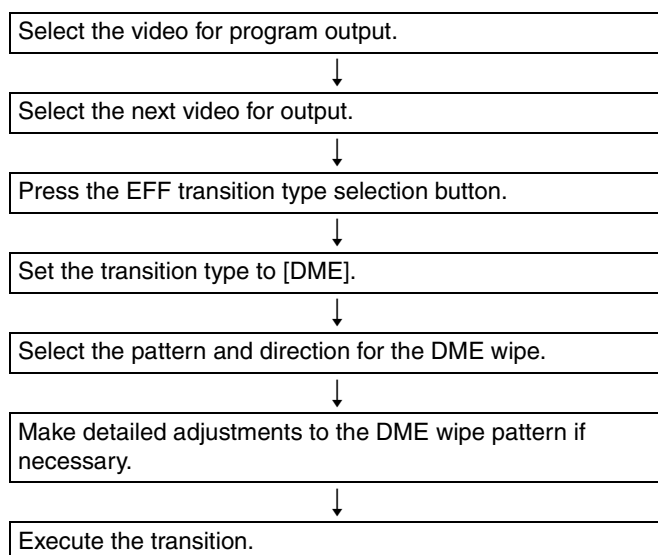 Select the video for program output.
Select the next video for output.
Press the EFF transition type selection button.
Set the transition type to [DME].
Select the pattern and direction for the DME wipe.
Make detailed adjustments to the DME wipe pattern if
necessary.
Execute the transition.